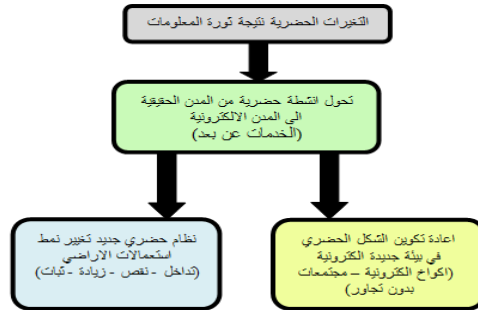 التغيرات الحضرية نتيجة ثورة المعلومات
تحول انشطة حضرية من المدن الحقيقية
الى المدن الالكترونية
(الخدمات عن بعد)
اعادة تكوين الشكل الحضري
في بيئة جديدة الكترونية
(اكواخ الكترونية – مجتمعات
بدون تجاور)
نظام حضري جديد تغيير نمط
استعمالات الاراضي
(تداخل - نقص - زيادة - ثبات)